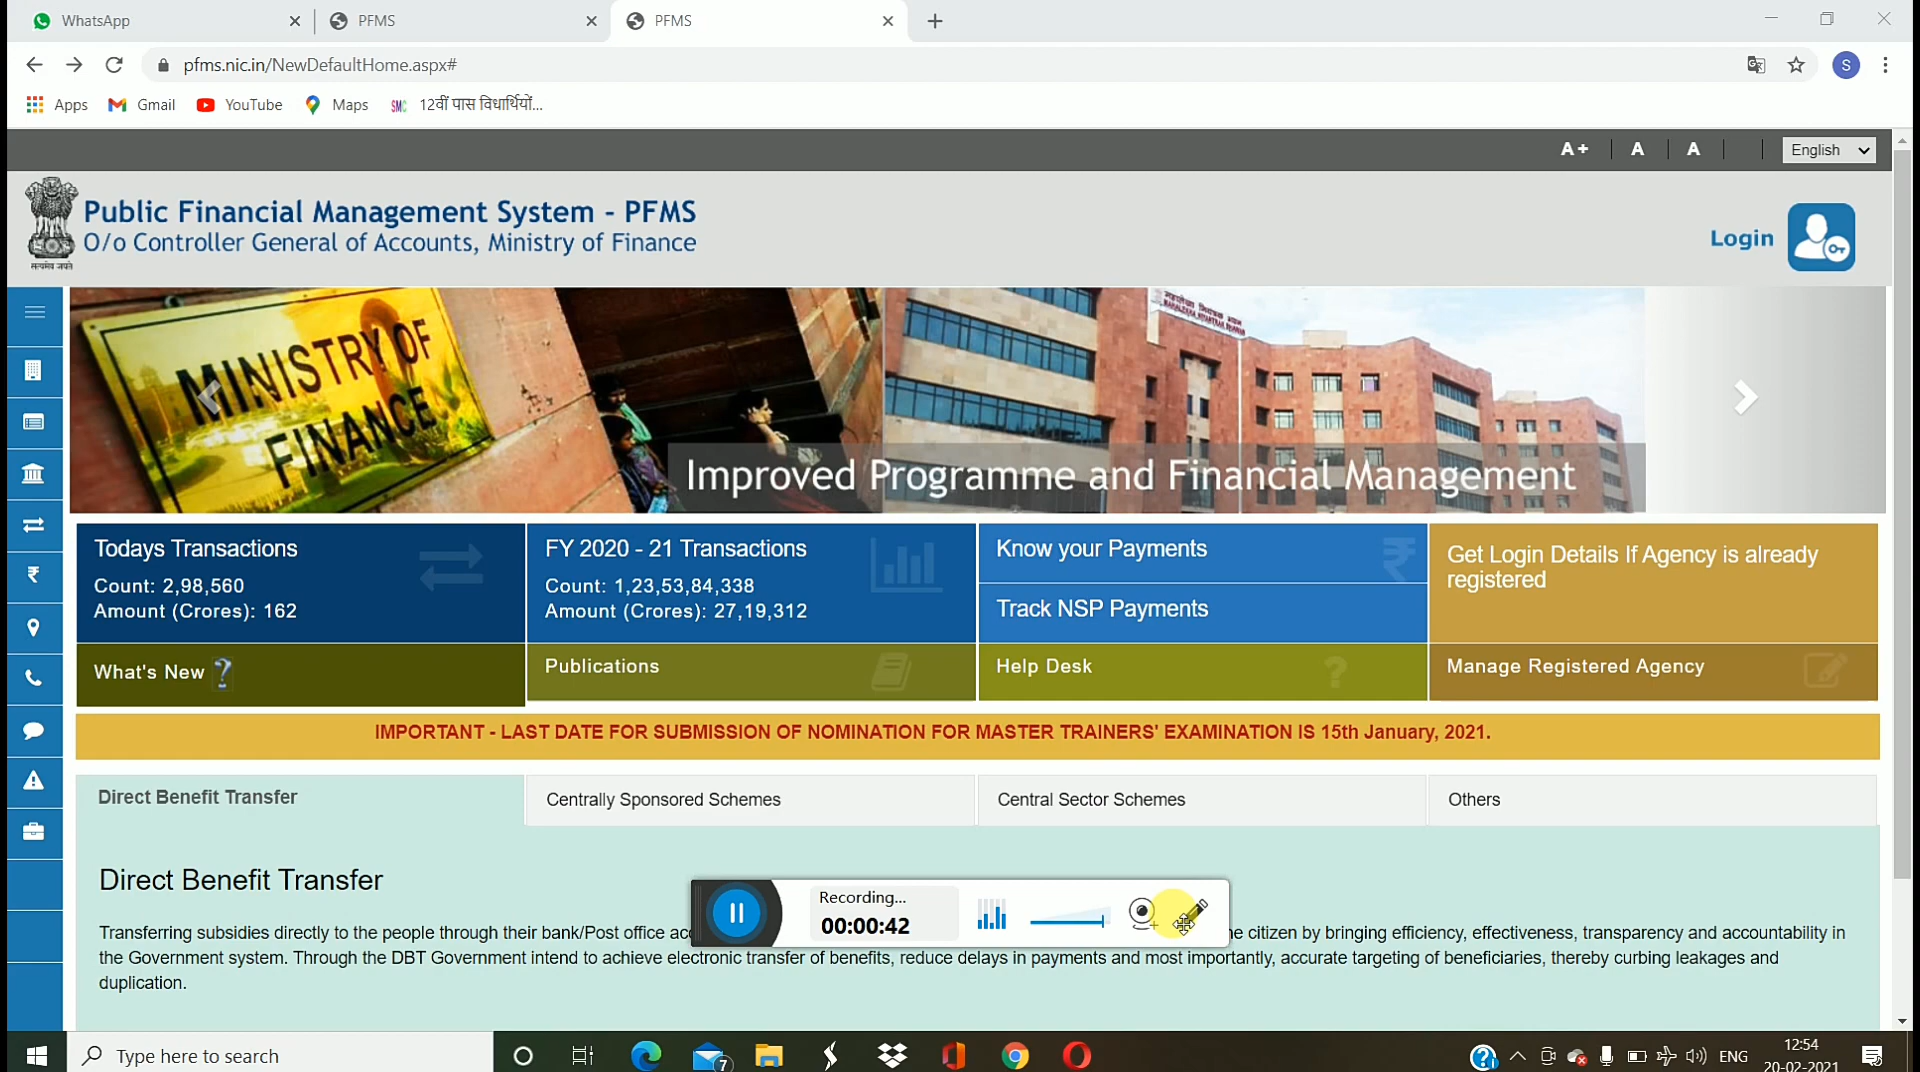 WhatsApp
PFMS
PFMS
pfms.nic.in/NewDefaultHome.aspx#
S
Apps
Gmail
YouTube
Maps
SMC 12वीं पास विधार्थियों...
A+ A A
English
सत्यमेव जयते
Public Financial Management System - PFMS
O/o Controller General of Accounts, Ministry of Finance
Login
MINISTRY OF
FINANCE
Improved Programme and Financial Management
Todays Transactions
Count: 2,98,560
Amount (Crores): 162
FY 2020 - 21 Transactions
Count: 1,23,53,84,338
Amount (Crores): 27,19,312
Know your Payments
Track NSP Payments
Get Login Details If Agency is already
registered
What's New ?
Publications
Help Desk
Manage Registered Agency
IMPORTANT - LAST DATE FOR SUBMISSION OF NOMINATION FOR MASTER TRAINERS' EXAMINATION IS 15th January, 2021.
Direct Benefit Transfer
Centrally Sponsored Schemes
Central Sector Schemes
Others
Direct Benefit Transfer
Recording...
00:00:42
Transferring subsidies directly to the people through their bank/Post office acc he citizen by bringing efficiency, effectiveness, transparency and accountability in
the Government system. Through the DBT Government intend to achieve electronic transfer of benefits, reduce delays in payments and most importantly, accurate targeting of beneficiaries, thereby curbing leakages and
duplication.
Type here to search
7
ENG
12:54
20-02-2021